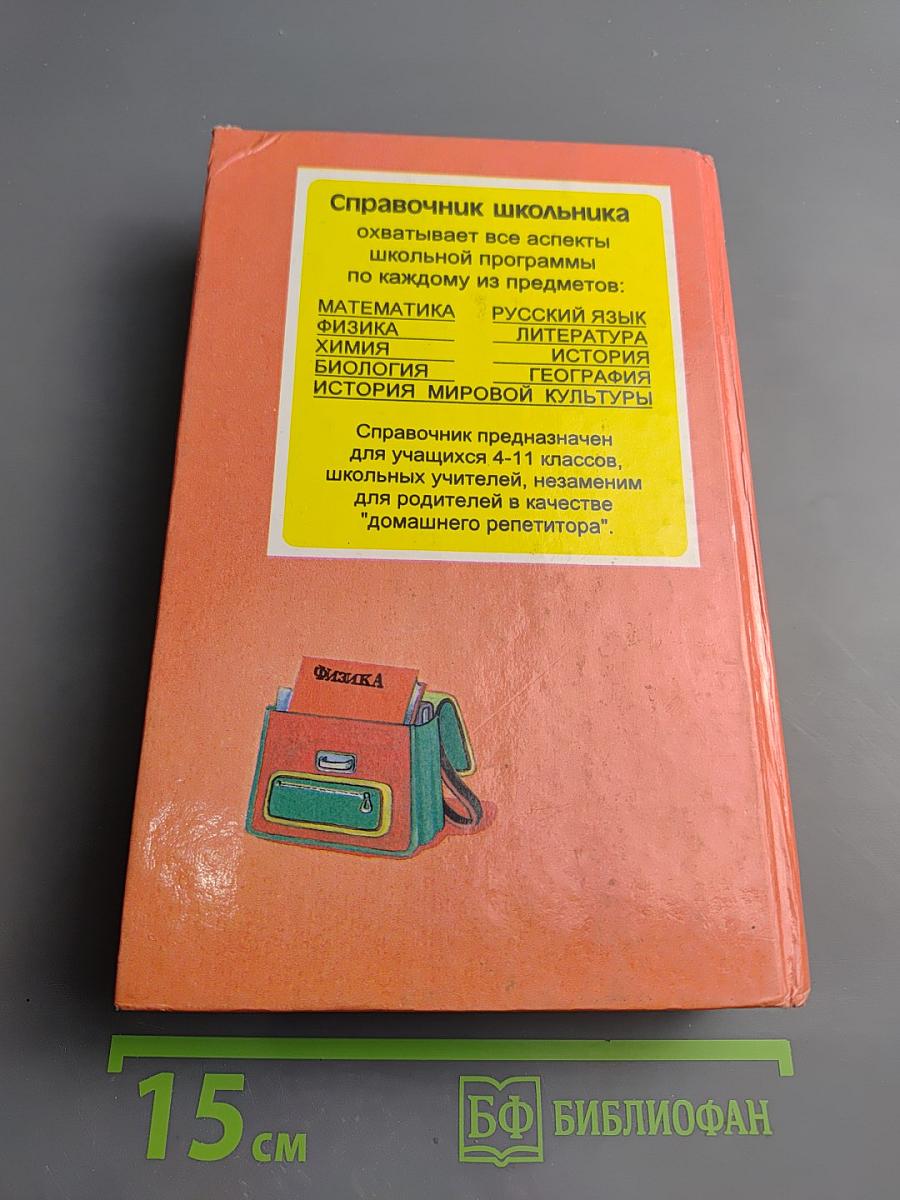 Справочник школьника
охватывает все аспекты
школьной программы
по каждому из предметов:
МАТЕМАТИКА РУССКИЙ ЯЗЫК
ФИЗИКА ЛИТЕРАТУРА
ХИМИЯ ИСТОРИЯ
БИОЛОГИЯ ГЕОГРАФИЯ
ИСТОРИЯ МИРОВОЙ КУЛЬТУРЫ
Справочник предназначен
для учащихся 4-11 классов,
школьных учителей, незаменим
для родителей в качестве
"домашнего репетитора".
ФИЗИКА
15 см
БФ БИБЛИОФАН